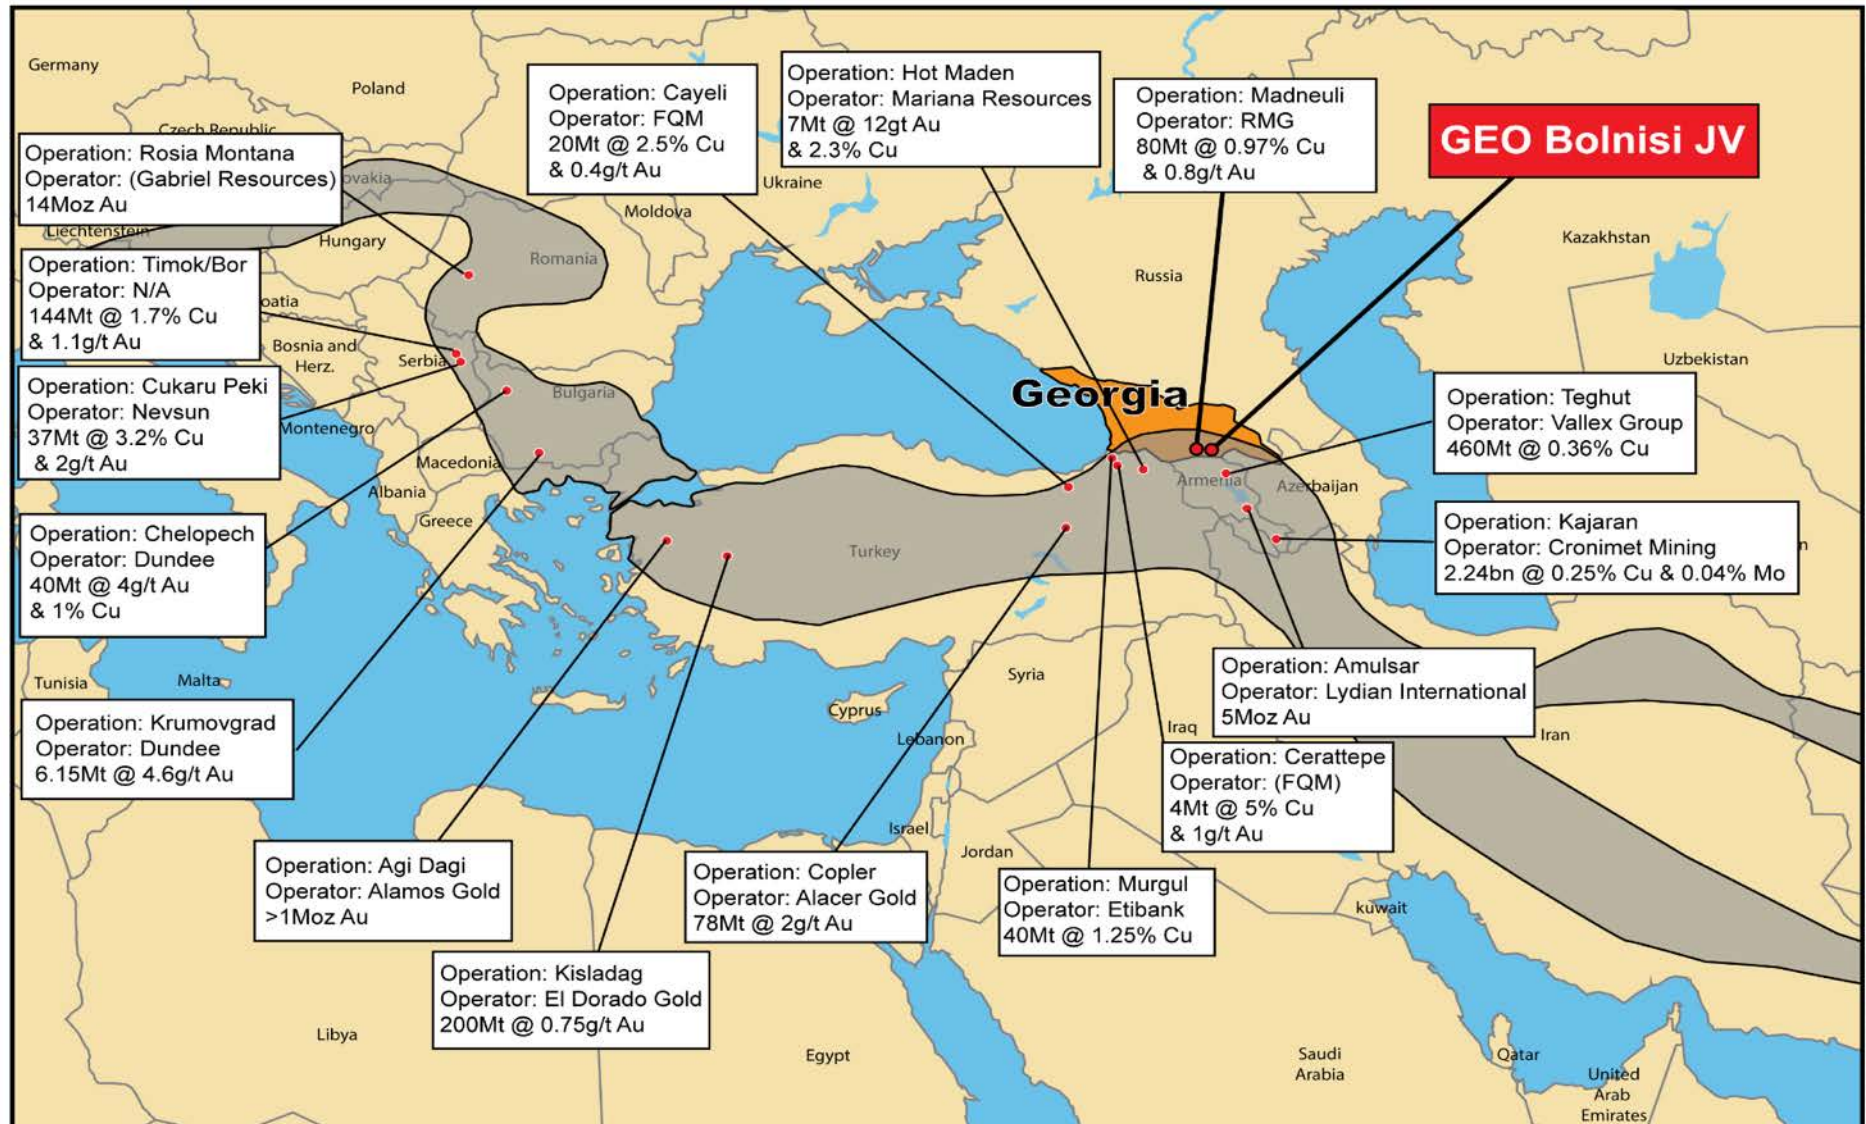 Germany
Poland
Czech Republic
Operation: Rosia Montana
Operator: (Gabriel Resources)
14Moz Au
ovakia
Liechtenstein
Hungary
Romania
Moldova
Ukraine
Operation: Cayeli
Operator: FQM
20Mt @ 2.5% Cu
& 0.4g/t Au
Operation: Hot Maden
Operator: Mariana Resources
7Mt @ 12gt Au
& 2.3% Cu
Operation: Madneuli
Operator: RMG
80Mt @ 0.97% Cu
& 0.8g/t Au
GEO Bolnisi JV
Kazakhstan
Russia
Uzbekistan
Operation: Timok/Bor
Operator: N/A
144Mt @ 1.7% Cu
& 1.1g/t Au
oatia
Bosnia and
Herz.
Serbia
Bulgaria
Georgia
Operation: Cukaru Peki
Operator: Nevsun
37Mt @ 3.2% Cu
& 2g/t Au
Montenegro
Macedonia
Albania
Greece
Turkey
Armenia
Azerbaijan
Operation: Teghut
Operator: Vallex Group
460Mt @ 0.36% Cu
Operation: Kajaran
Operator: Cronimet Mining
2.24bn @ 0.25% Cu & 0.04% Mo
n
Operation: Chelopech
Operator: Dundee
40Mt @ 4g/t Au
& 1% Cu
Tunisia
Malta
Cyprus
Syria
Lebanon
Iraq
Iran
Operation: Amulsar
Operator: Lydian International
5Moz Au
Operation: Krumovgrad
Operator: Dundee
6.15Mt @ 4.6g/t Au
Operation: Cerattepe
Operator: (FQM)
4Mt @ 5% Cu
& 1g/t Au
Israel
Jordan
kuwait
Operation: Agi Dagi
Operator: Alamos Gold
>1Moz Au
Operation: Copler
Operator: Alacer Gold
78Mt @ 2g/t Au
Operation: Murgul
Operator: Etibank
40Mt @ 1.25% Cu
Operation: Kisladag
Operator: El Dorado Gold
200Mt @ 0.75g/t Au
Libya
Egypt
Saudi
Arabia
Qatar
United
Arab
Emirates